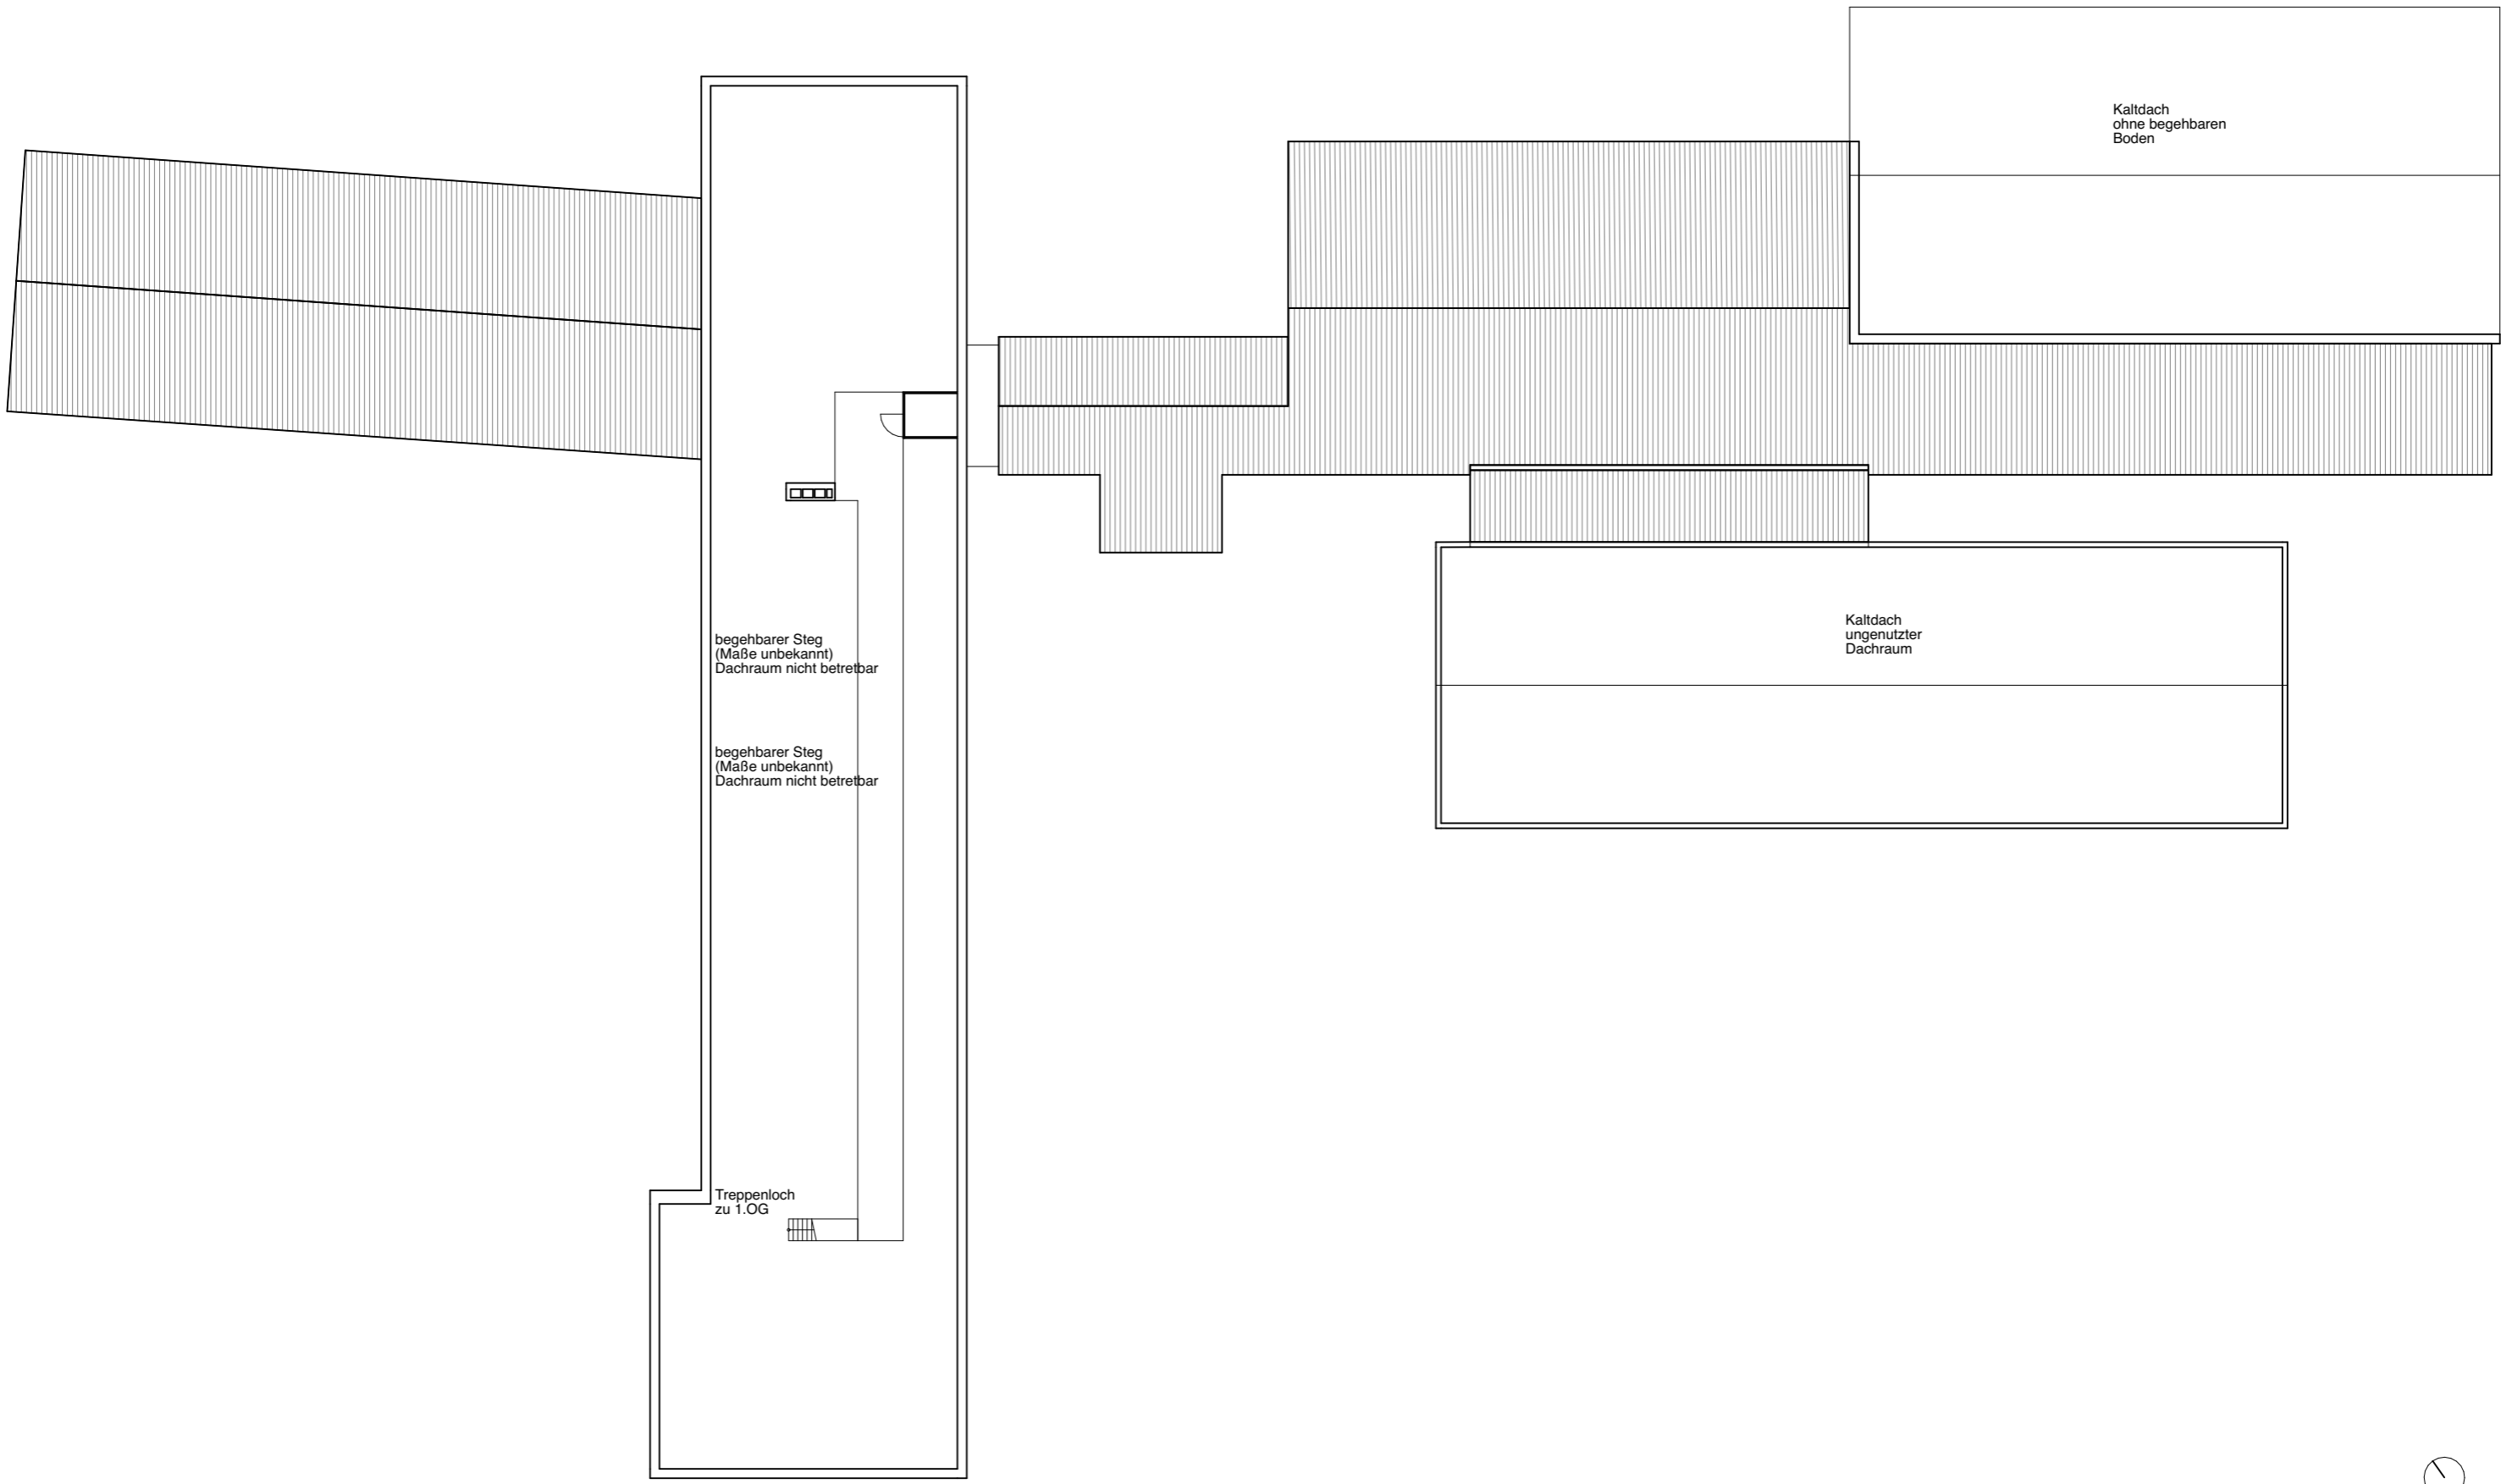 Kaltdach
ohne begehbaren
Boden
begehbarer Steg
(Maße unbekannt)
Dachraum nicht betretbar
Kaltdach
ungenutzter
Dachraum
begehbarer Steg
(Maße unbekannt)
Dachraum nicht betretbar
Treppenloch
zu 1.OG